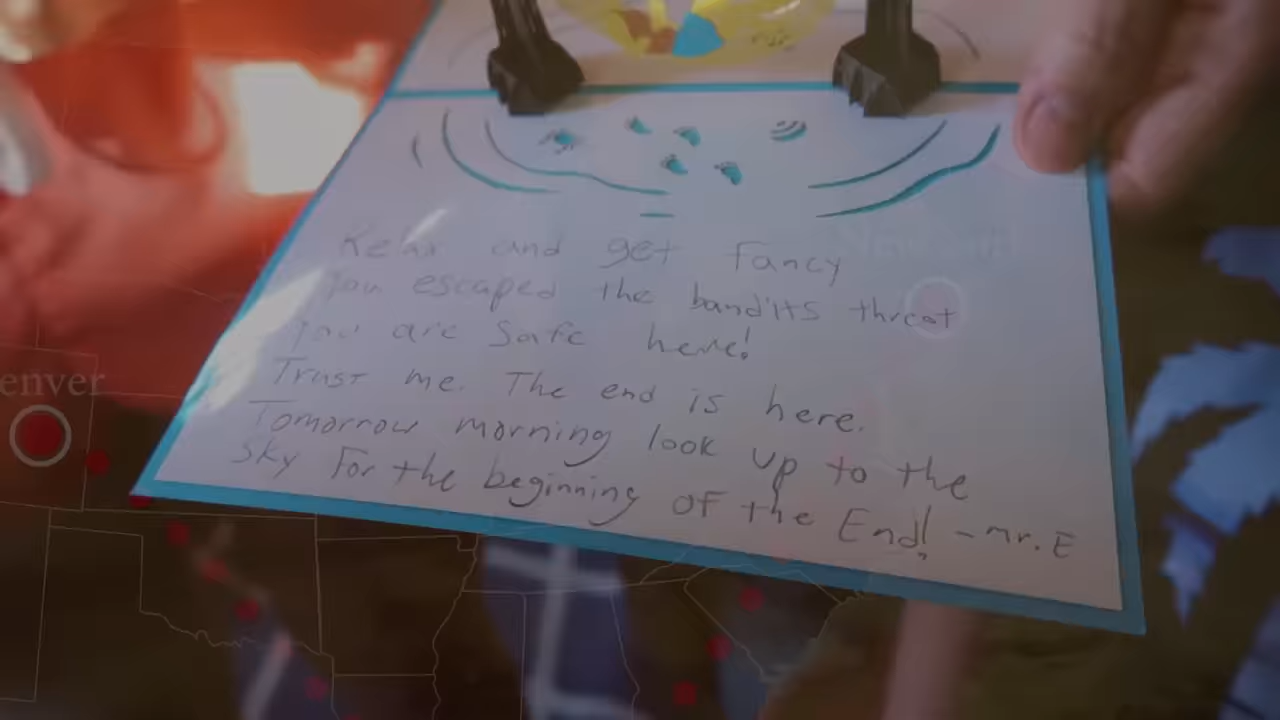 Relax and get fancy
You escaped the bandits threat
You are safe here!
Trust me. The end is here.
Tomorrow morning look up to the
sky For the beginning
of the End! - mr. E
enver